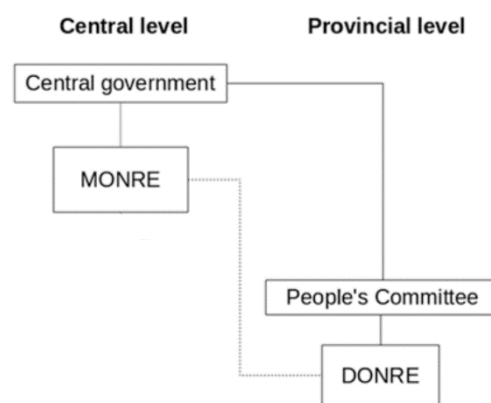 Central level
Provincial level
Central government
MONRE
People's Committee
DONRE